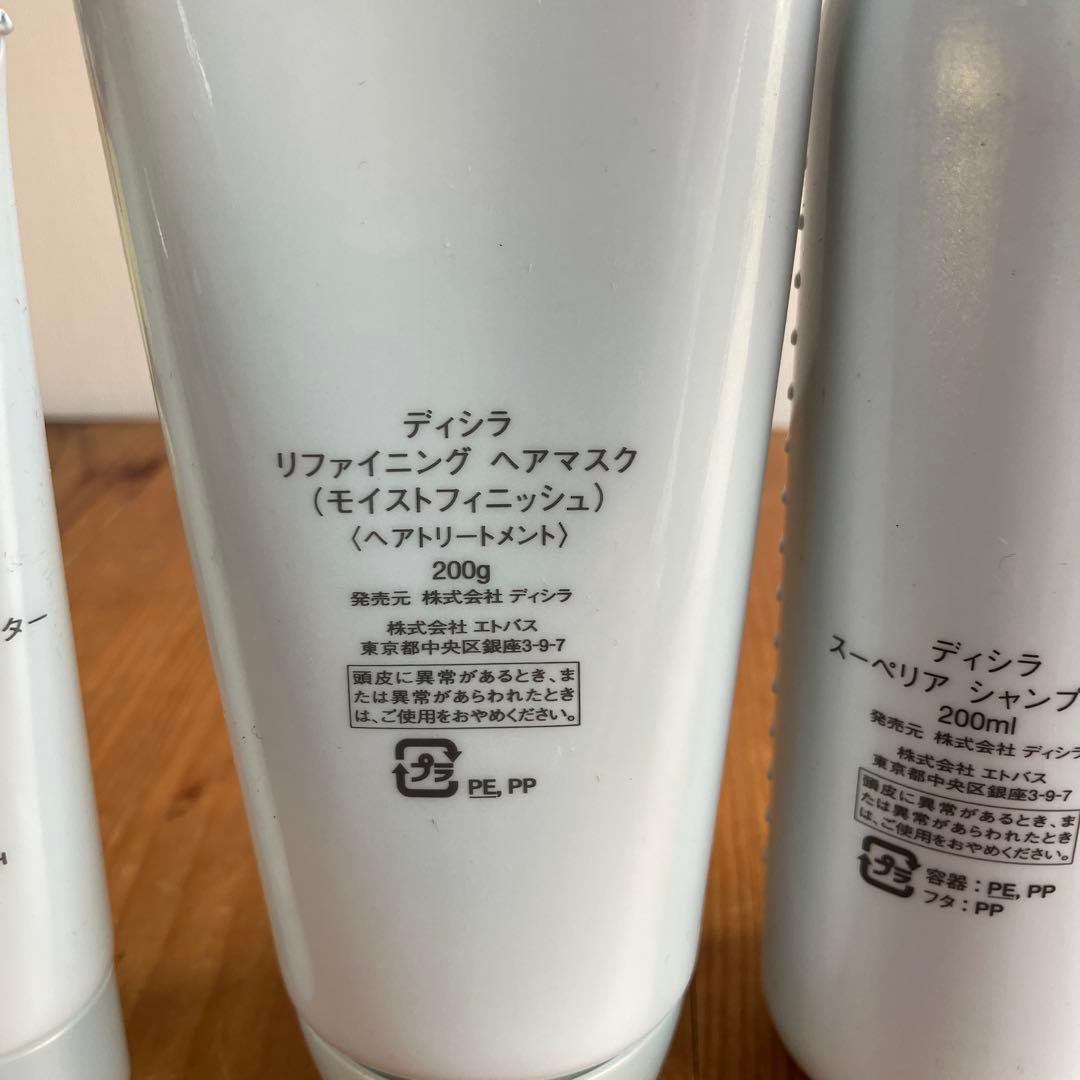 ター
ディシラ
リファイニング ヘアマスク
(モイストフィニッシュ)
〈ヘアトリートメント〉
200g
発売元 株式会社 ディシラ
株式会社 エトバス
東京都中央区銀座3-9-7
頭皮に異常があるとき、ま
たは異常があらわれたとき
は、ご使用をおやめください。
プラ
PE, PP
ディシラ
スーペリア シャンプ
200ml
発売元 株式会社 ディシラ
株式会社 エトバス
東京都中央区銀座3-9-7
頭皮に異常があるとき、ま
たは異常があらわれたとき
は、ご使用をおやめください。
プラ
容器:PE, PP
フタ:PP